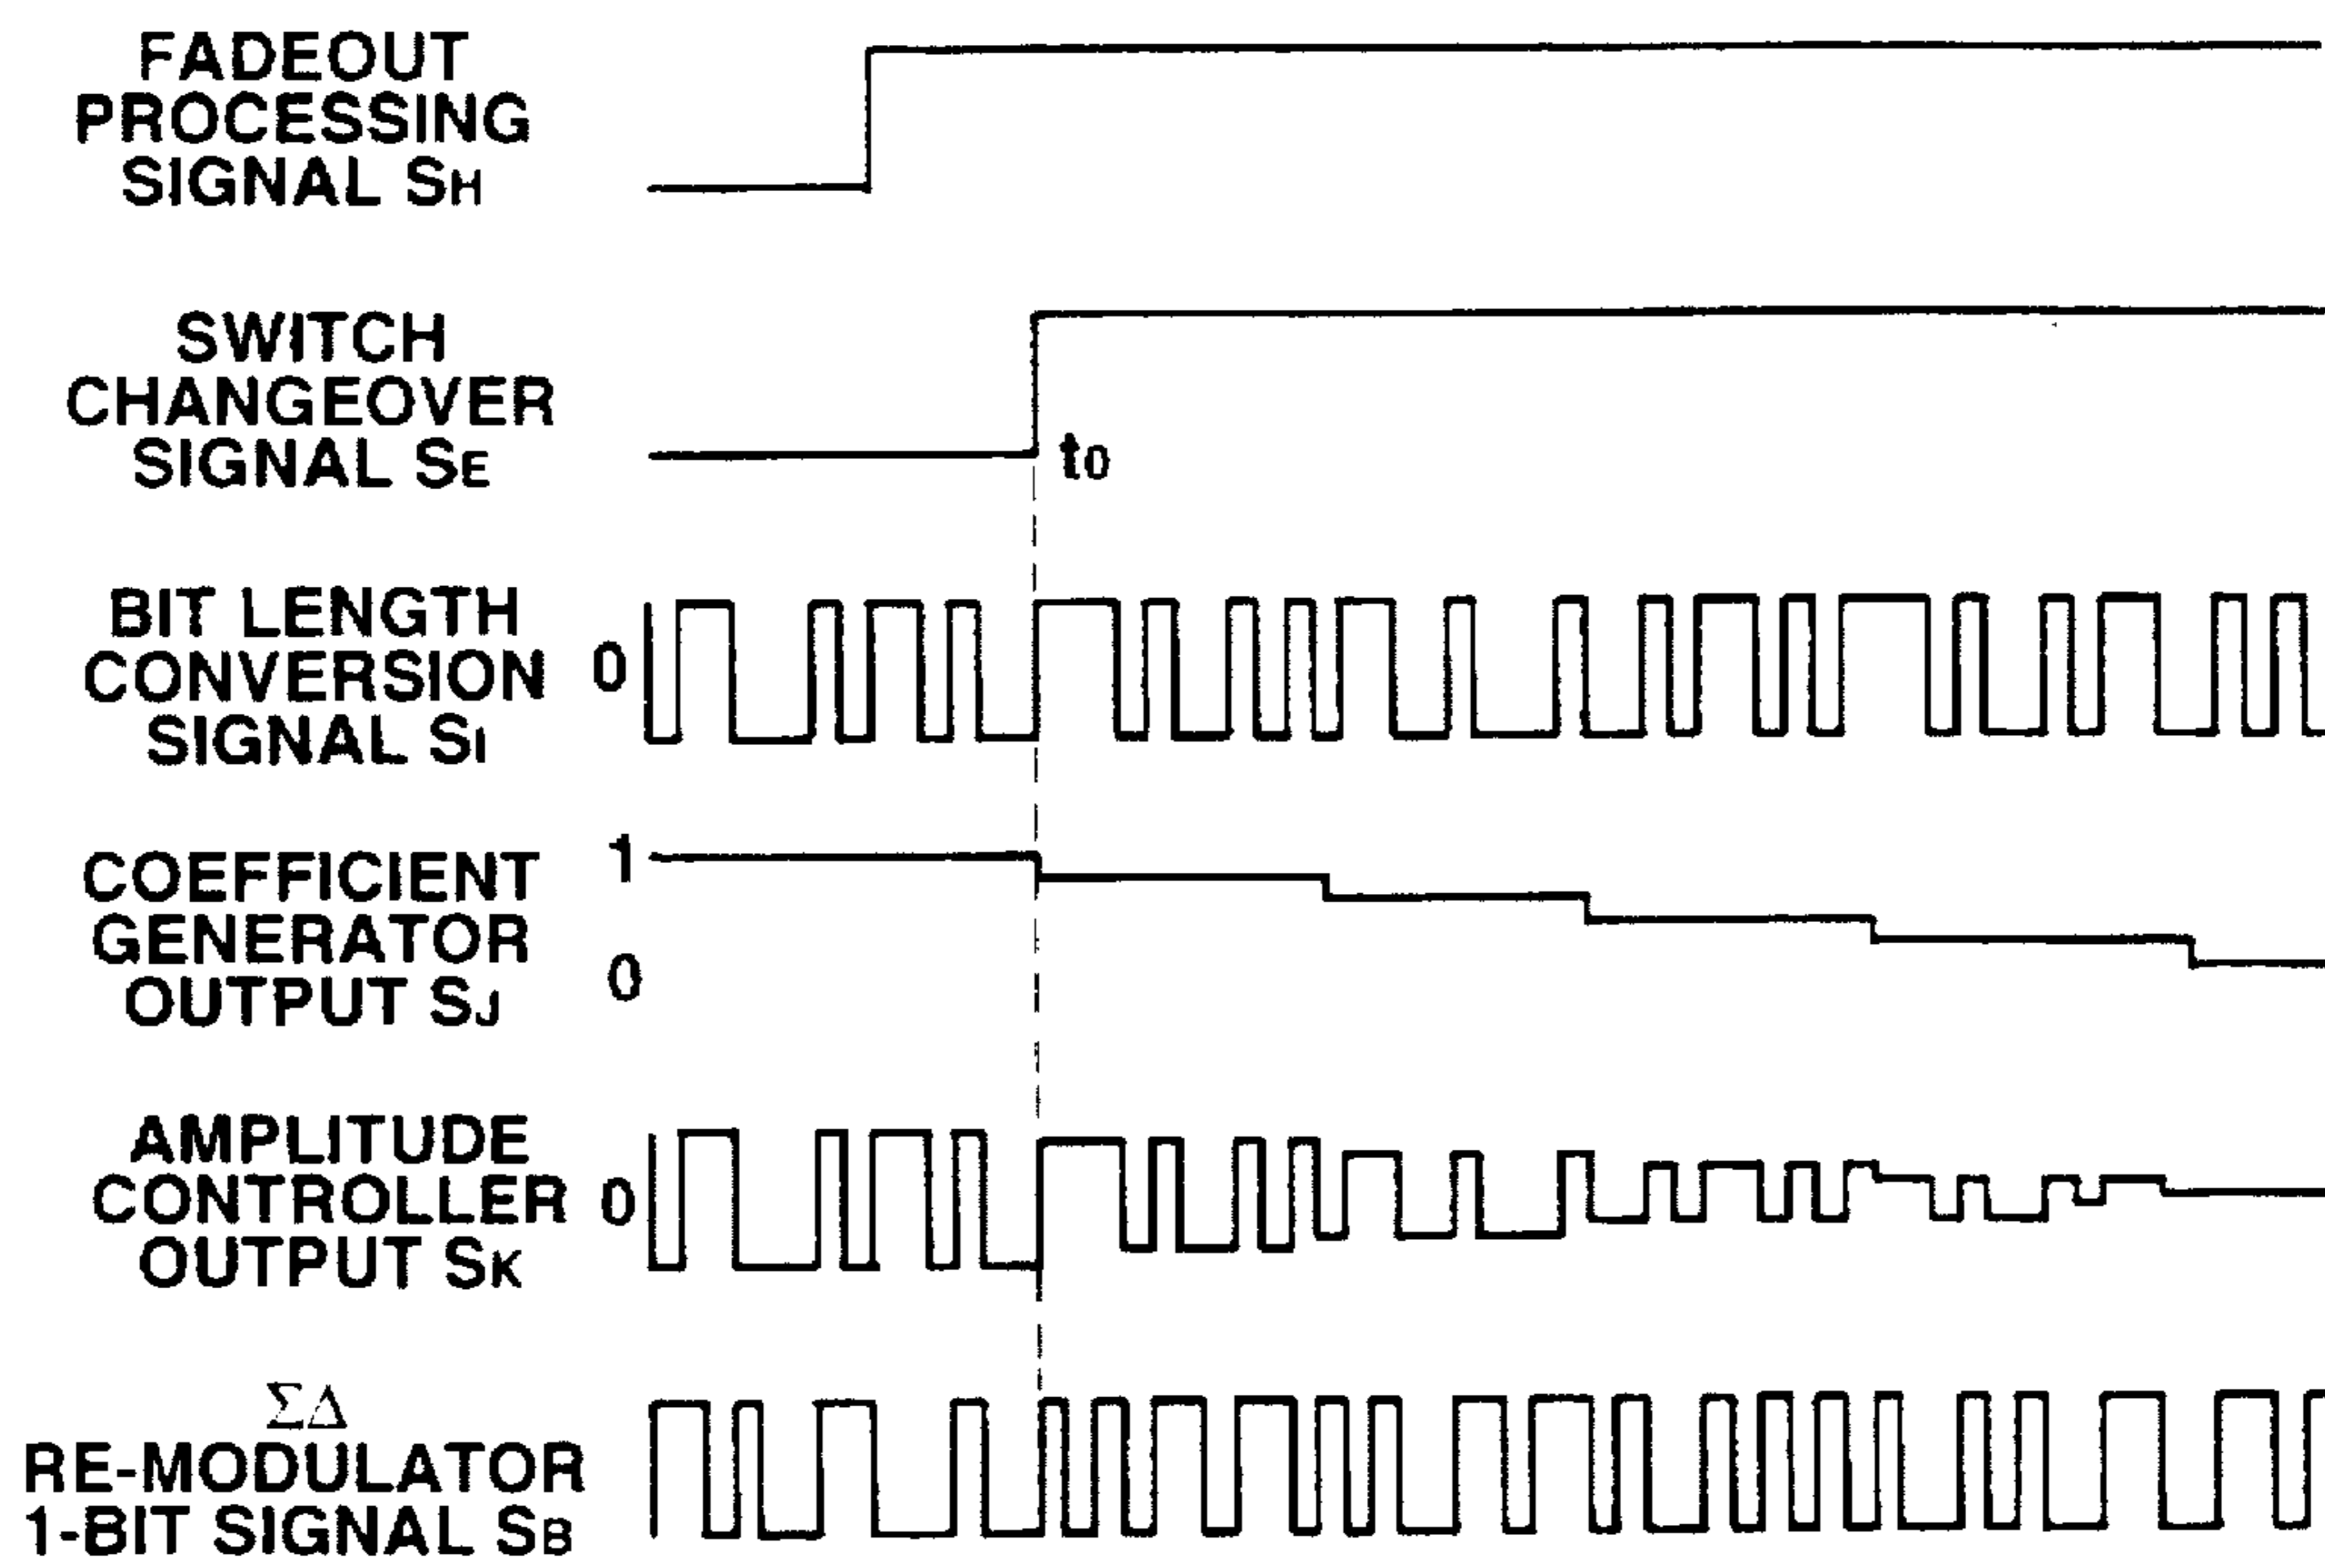 FADEOUT
PROCESSING
SIGNAL SH
SWITCH
CHANGEOVER
SIGNAL SE
t0
BIT LENGTH
CONVERSION
SIGNAL SI
0
COEFFICIENT
GENERATOR
OUTPUT SJ
1
0
AMPLITUDE
CONTROLLER
OUTPUT SK
0
ΣΔ
RE-MODULATOR
1-BIT SIGNAL SB